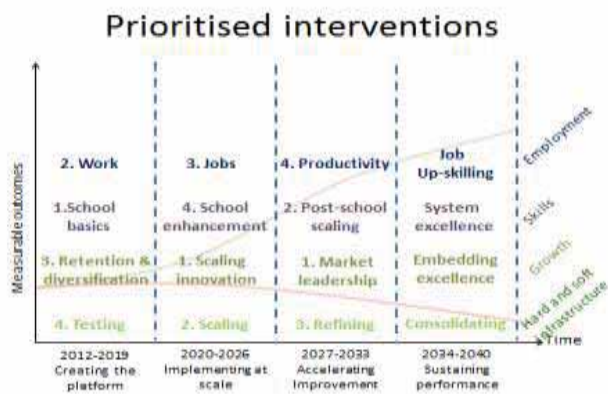 Prioritised interventions
Measurable outcomes
2. Work
3. Jobs
4. Productivity
Job
Up-skilling
Employment
1.School
basics
4. School
enhancement
2. Post-school
scaling
System
excellence
Skills
3. Retention &
diversification
1. Scaling
innovation
1. Market
leadership
Embedding
excellence
Growth
4. Testing
2. Scaling
3. Refining
Consolidating
Hard and soft
infrastructure
Time
2012-2019
Creating the
platform
2020-2026
Implementing at
scale
2027-2033
Accelerating
Improvement
2034-2040
Sustaining
performance